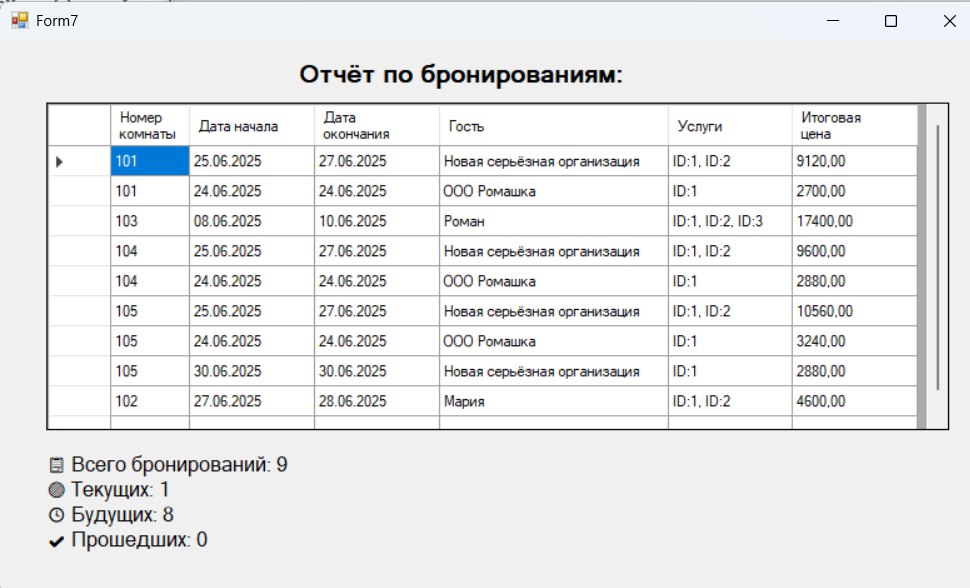 Form7
Отчёт по бронированиям:
Номер комнаты Дата начала Дата окончания Гость Услуги Итоговая цена
101 25.06.2025 27.06.2025 Новая серьёзная организация ID:1, ID:2 9120,00
101 24.06.2025 24.06.2025 ООО Ромашка ID:1 2700,00
103 08.06.2025 10.06.2025 Роман ID:1, ID:2, ID:3 17400,00
104 25.06.2025 27.06.2025 Новая серьёзная организация ID:1, ID:2 9600,00
104 24.06.2025 24.06.2025 ООО Ромашка ID:1 2880,00
105 25.06.2025 27.06.2025 Новая серьёзная организация ID:1, ID:2 10560,00
105 24.06.2025 24.06.2025 ООО Ромашка ID:1 3240,00
105 30.06.2025 30.06.2025 Новая серьёзная организация ID:1 2880,00
102 27.06.2025 28.06.2025 Мария ID:1, ID:2 4600,00
Всего бронирований: 9
Текущих: 1
Будущих: 8
Прошедших: 0